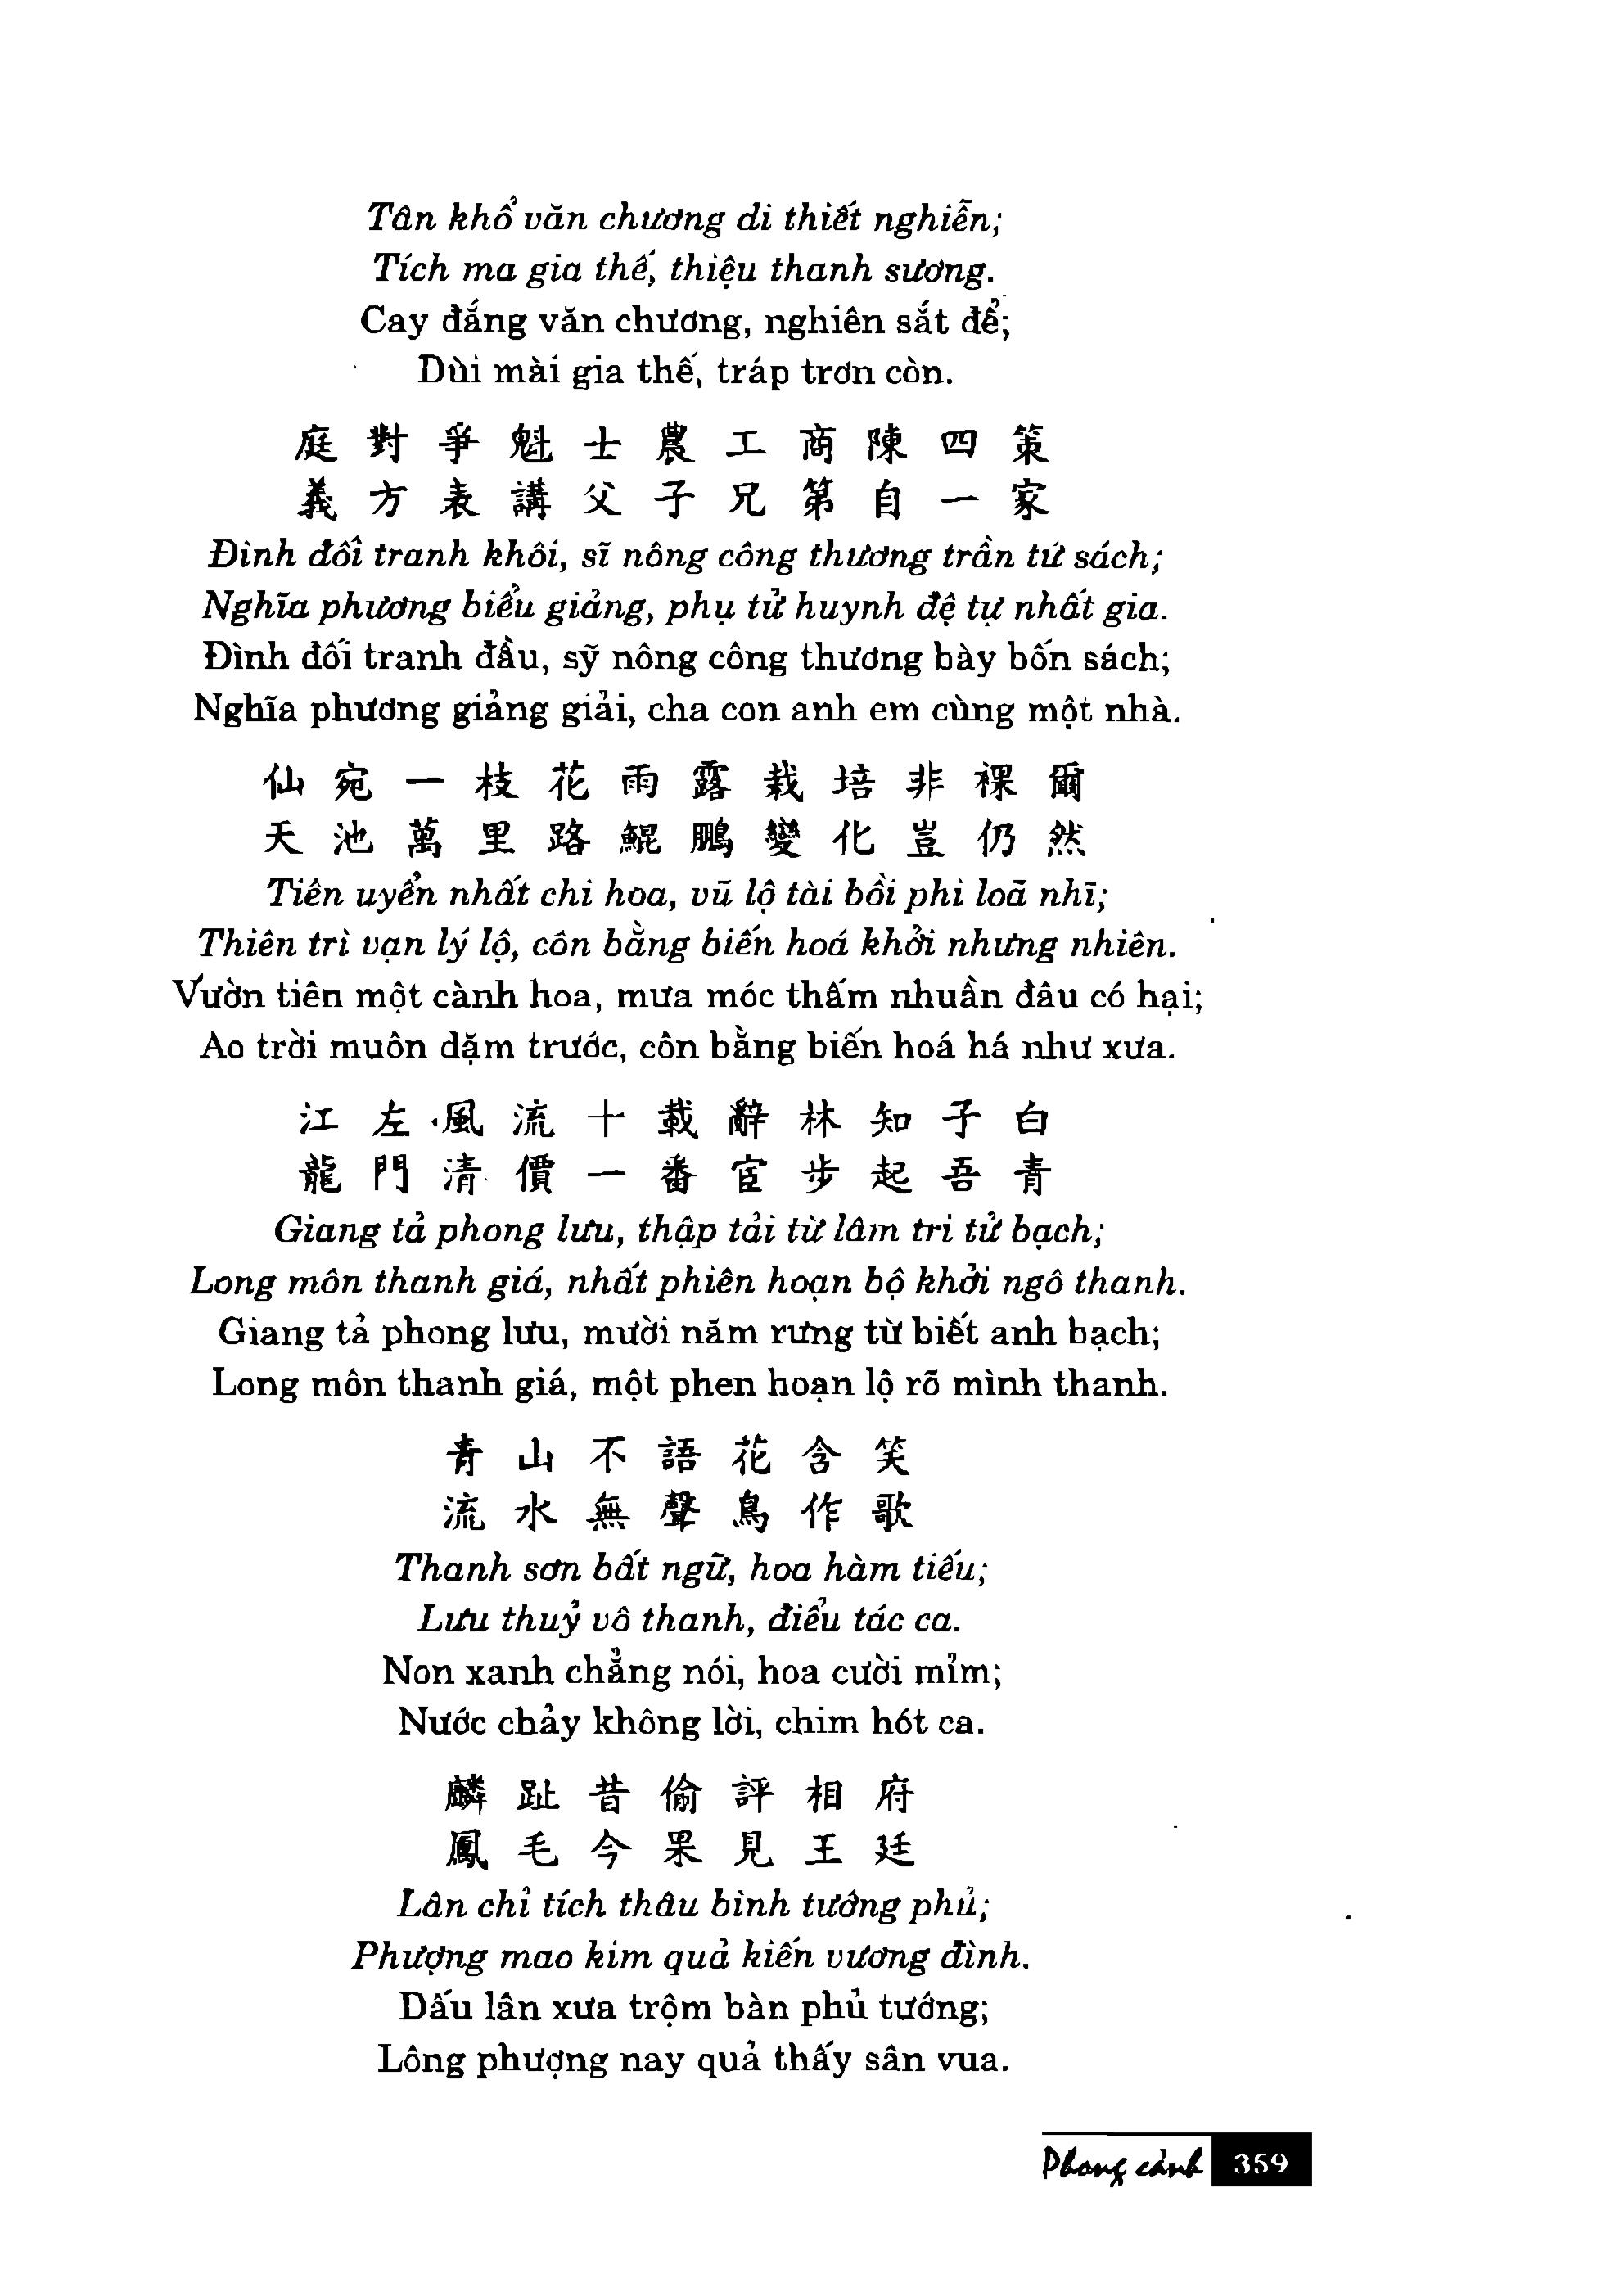 Tân khổ văn chương di thiết nghiễn;
Tích ma gia thế, thiệu thanh sương.
Cay đắng văn chương, nghiên sắt để;
Dùi mài gia thế, tráp trơn còn.
庭對爭魁士農工商陳四策
義方表講父子兄第自一家
Đình đối tranh khôi, sĩ nông công thương trần tứ sách;
Nghĩa phương biểu giảng, phụ tử huynh đệ tự nhất gia.
Đình đối tranh đầu, sỹ nông công thương bày bốn sách;
Nghĩa phương giảng giải, cha con anh em cùng một nhà.
仙宛一枝花雨露栽培非裸爾
天池萬里路鯤鵬變化豈仍然
Tiên uyển nhất chi hoa, vũ lộ tài bồi phi loã nhĩ;
Thiên trì vạn lý lộ, côn bằng biến hoá khởi nhưng nhiên.
Vườn tiên một cành hoa, mưa móc thấm nhuần đâu có hại;
Ao trời muôn dặm trước, côn bằng biến hoá há như xưa.
江左風流十載辭林知子白
龍門清價一番宦步起吾青
Giang tả phong lưu, thập tải từ lâm tri tử bạch;
Long môn thanh giá, nhất phiên hoạn bộ khởi ngô thanh.
Giang tả phong lưu, mười năm rưng từ biết anh bạch;
Long môn thanh giá, một phen hoạn lộ rõ mình thanh.
青山不語花含笑
流水無聲鳥作歌
Thanh sơn bất ngữ, hoa hàm tiếu;
Lưu thuỷ vô thanh, điểu tác ca.
Non xanh chẳng nói, hoa cười mỉm;
Nước chảy không lời, chim hót ca.
麟趾昔偷評相府
鳳毛今果見王廷
Lân chỉ tích thâu bình tướng phủ;
Phượng mao kim quả kiến vương đình.
Dấu lân xưa trộm bàn phủ tướng;
Lông phượng nay quả thấy sân vua.
Phong cảnh 359